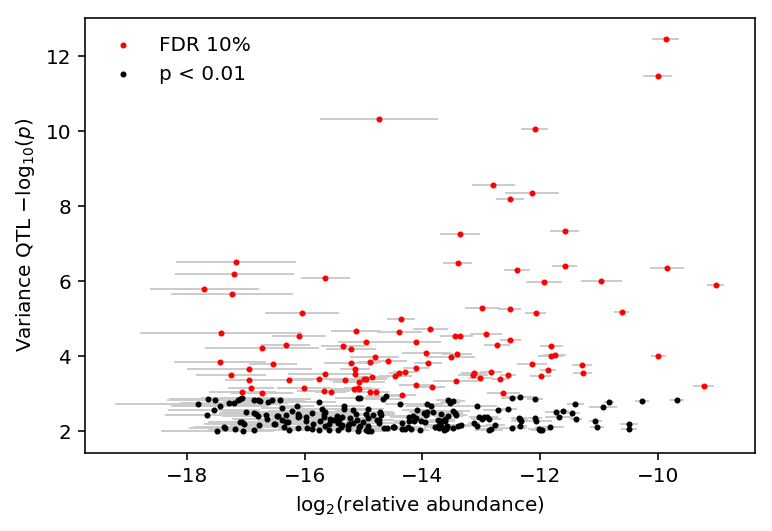 FDR 10%
p < 0.01
12
10
8
6
4
2
Variance QTL −log₁₀(p)
−18 −16 −14 −12 −10
log₂(relative abundance)